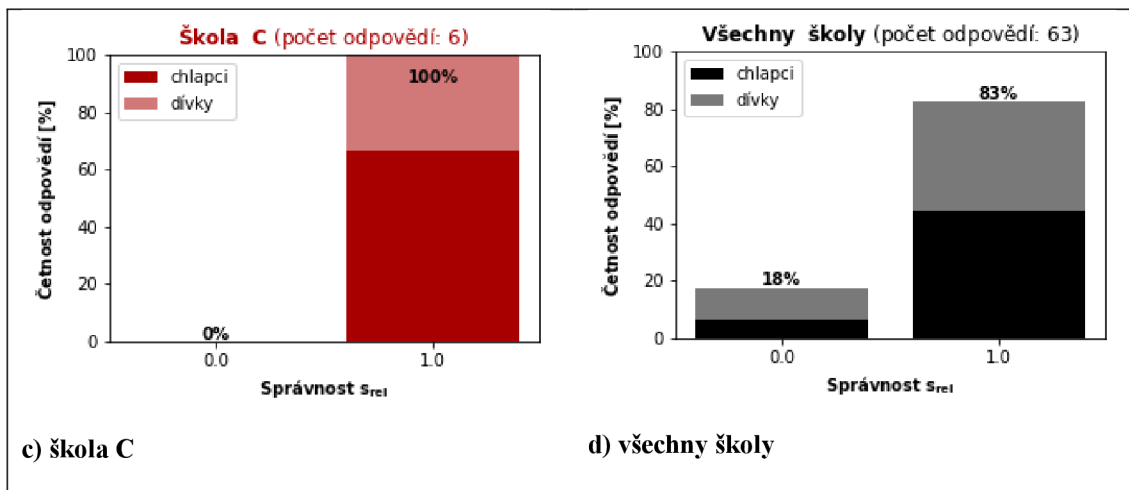 Škola C (počet odpovědí: 6)
Četnost odpovědí [%]
100
80
60
40
20
0
chlapci
dívky
100%
0%
0.0
1.0
Správnost s_rel
c) škola C
Všechny školy (počet odpovědí: 63)
Četnost odpovědí [%]
100
80
60
40
20
0
chlapci
dívky
83%
18%
0.0
1.0
Správnost s_rel
d) všechny školy